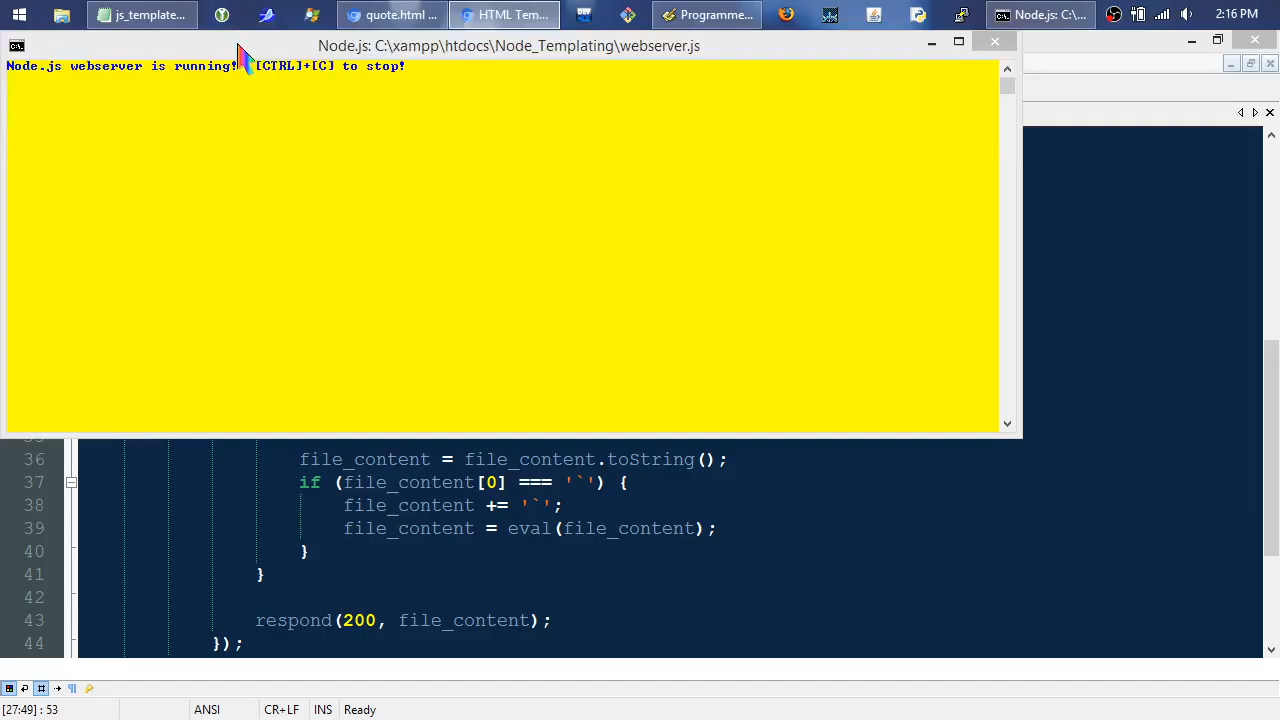 js_template...
quote.html ...
HTML Tem...
Programme...
Node.js: C:\...
2:16 PM
Node.js: C:\xampp\htdocs\Node_Templating\webserver.js
Node.js webserver is running! [CTRL]+[C] to stop!
36 file_content = file_content.toString();
37 if (file_content[0] === '`') {
38 file_content += '`';
39 file_content = eval(file_content);
40 }
41 }
42
43 respond(200, file_content);
44 });
[27:49] : 53
ANSI
CR+LF
INS
Ready